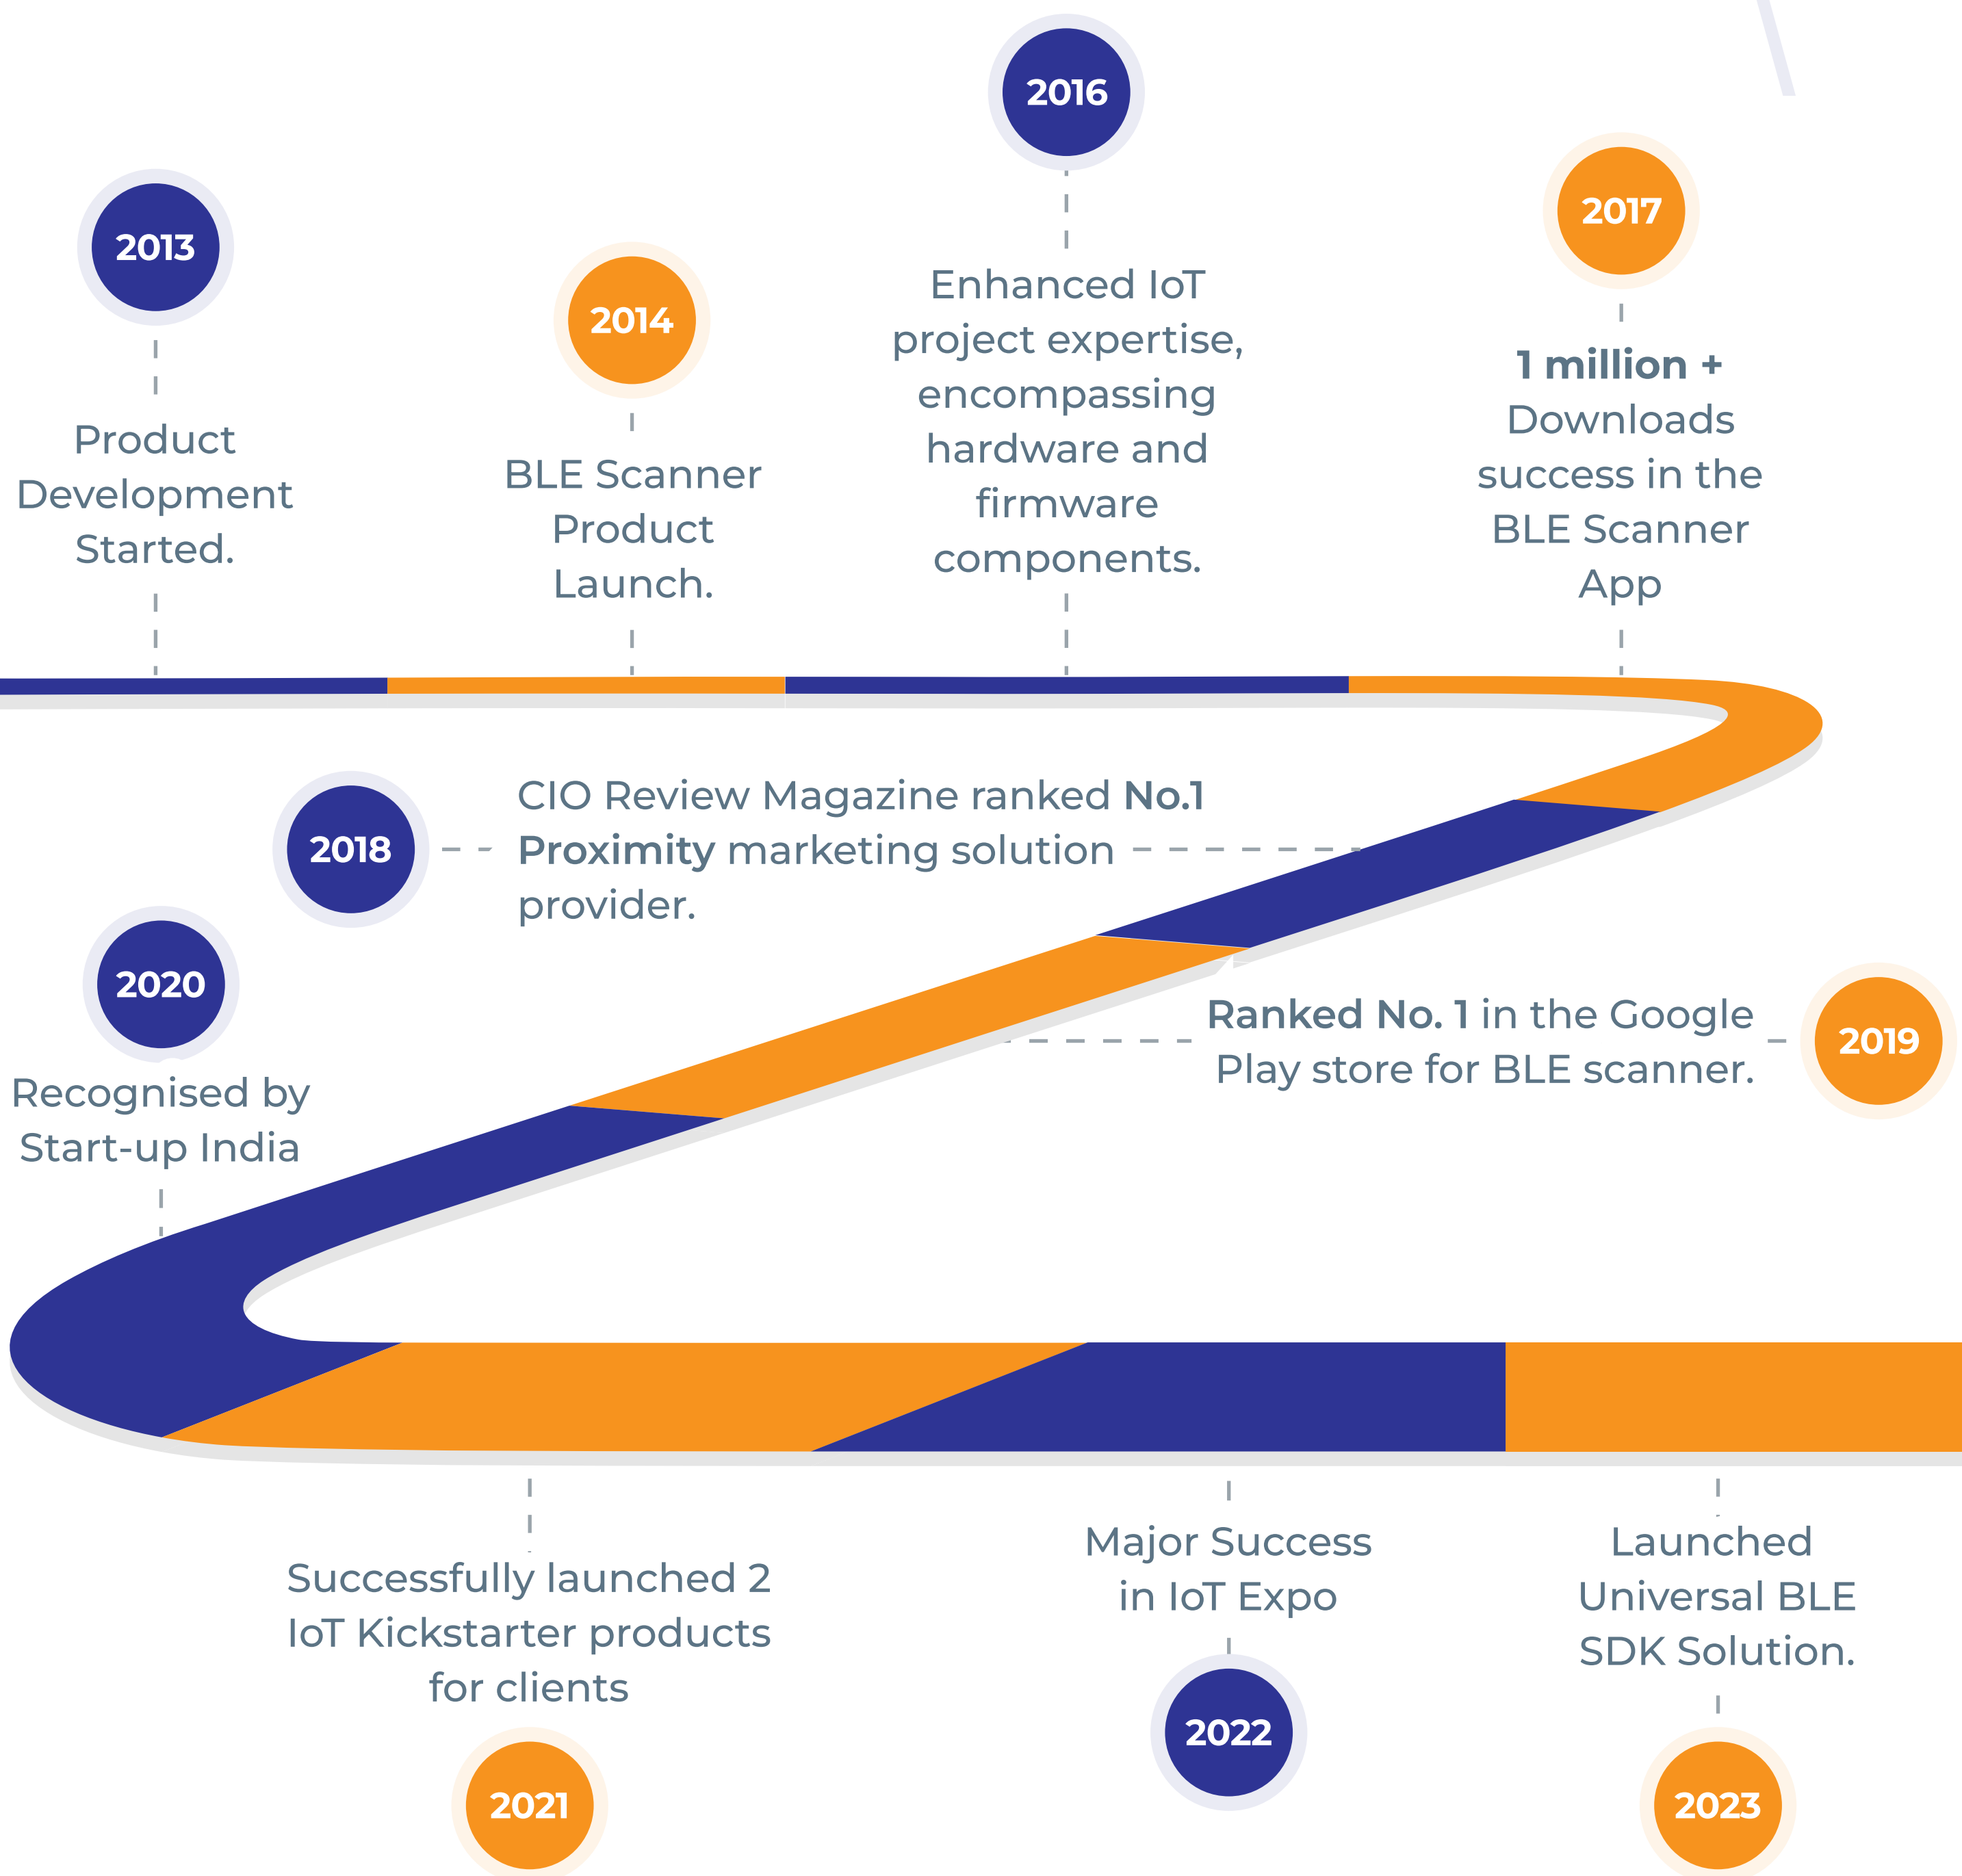 2013
Product
Development
Started.
2014
BLE Scanner
Product
Launch.
2016
Enhanced IoT
project expertise,
encompassing
hardware and
firmware
components.
2017
1 million +
Downloads
success in the
BLE Scanner
App
2018
CIO Review Magazine ranked No.1
Proximity marketing solution
provider.
Ranked No. 1 in the Google
Play store for BLE scanner.
2019
2020
Recognised by
Start-up India
Successfully launched 2
IoT Kickstarter products
for clients
2021
Major Success
in IoT Expo
2022
Launched
Universal BLE
SDK Solution.
2023